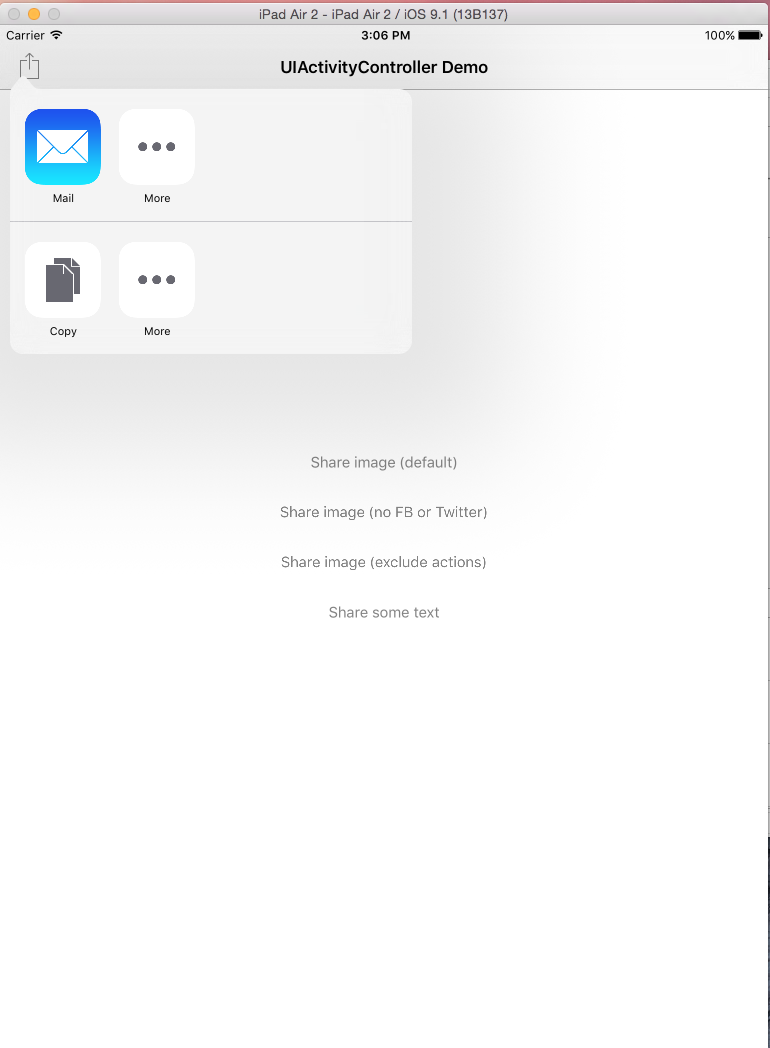 iPad Air 2 - iPad Air 2 / iOS 9.1 (13B137)
Carrier 3:06 PM 100%
UIActivityController Demo
Mail More
Copy More
Share image (default)
Share image (no FB or Twitter)
Share image (exclude actions)
Share some text